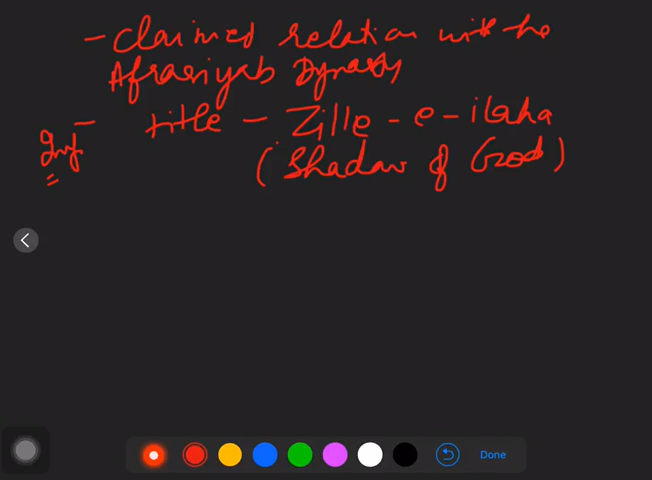 - claimed relation with the
Afrasiyab Dynasty
- title - Zille - e - ilaha
Imp (Shadow of God)
Done